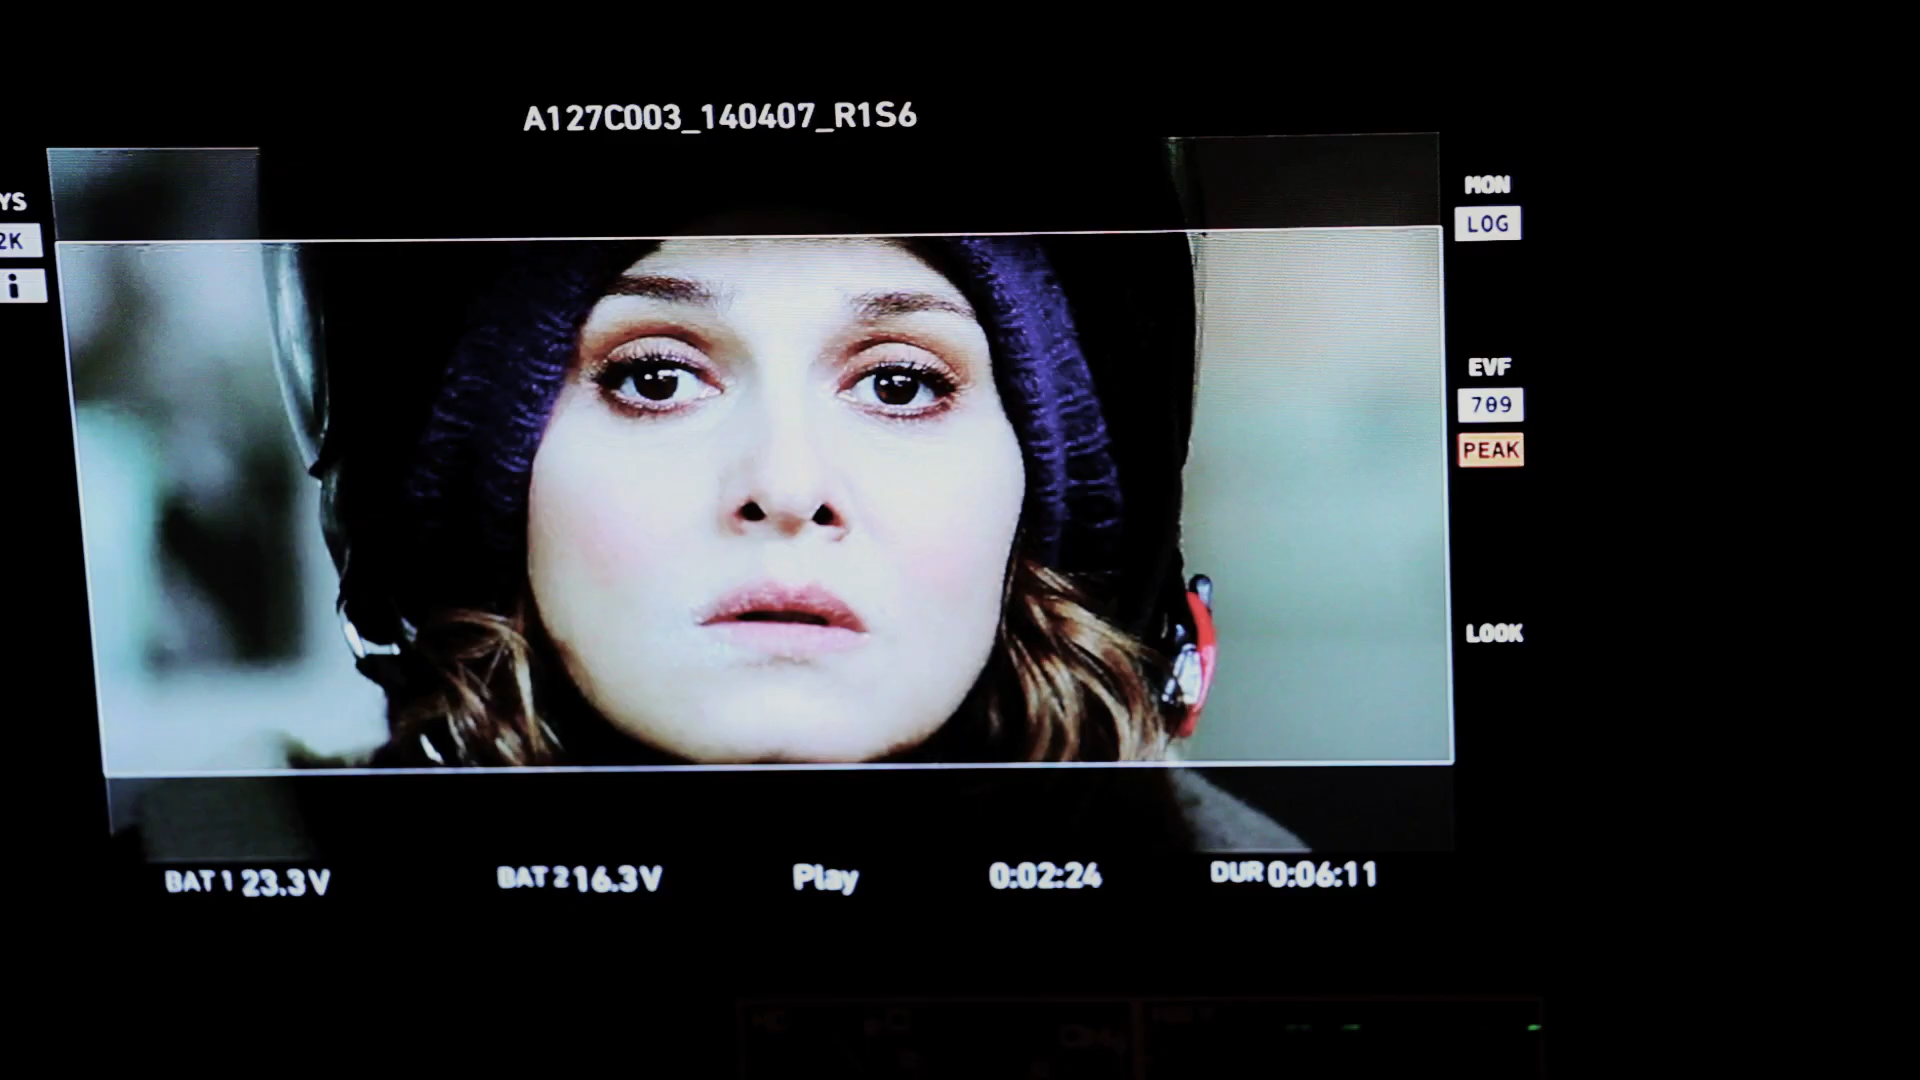 A127C003_140407_R1S6
YS
2K
i
MON
LOG
EVF
709
PEAK
LOOK
BAT 1 23.3V
BAT 2 16.3V
Play
0:02:24
DUR 0:06:11